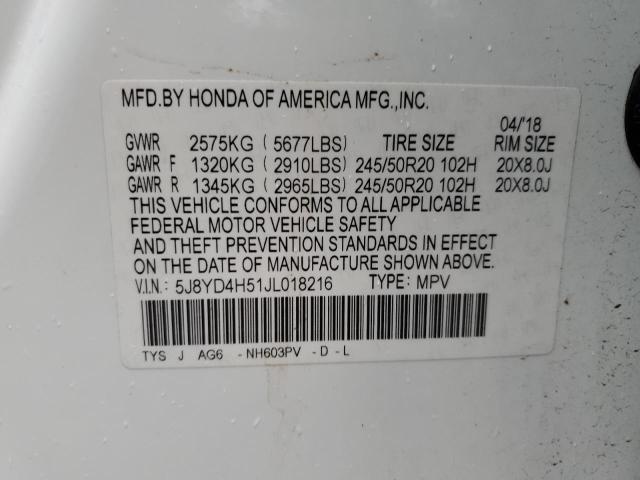 MFD.BY HONDA OF AMERICA MFG.,INC.
04/'18
GVWR 2575KG ( 5677LBS) TIRE SIZE RIM SIZE
GAWR F 1320KG ( 2910LBS) 245/50R20 102H 20X8.0J
GAWR R 1345KG ( 2965LBS) 245/50R20 102H 20X8.0J
THIS VEHICLE CONFORMS TO ALL APPLICABLE
FEDERAL MOTOR VEHICLE SAFETY
AND THEFT PREVENTION STANDARDS IN EFFECT
ON THE DATE OF MANUFACTURE SHOWN ABOVE.
V.I.N.: 5J8YD4H51JL018216 TYPE: MPV
TYS J AG6 -NH603PV -D-L